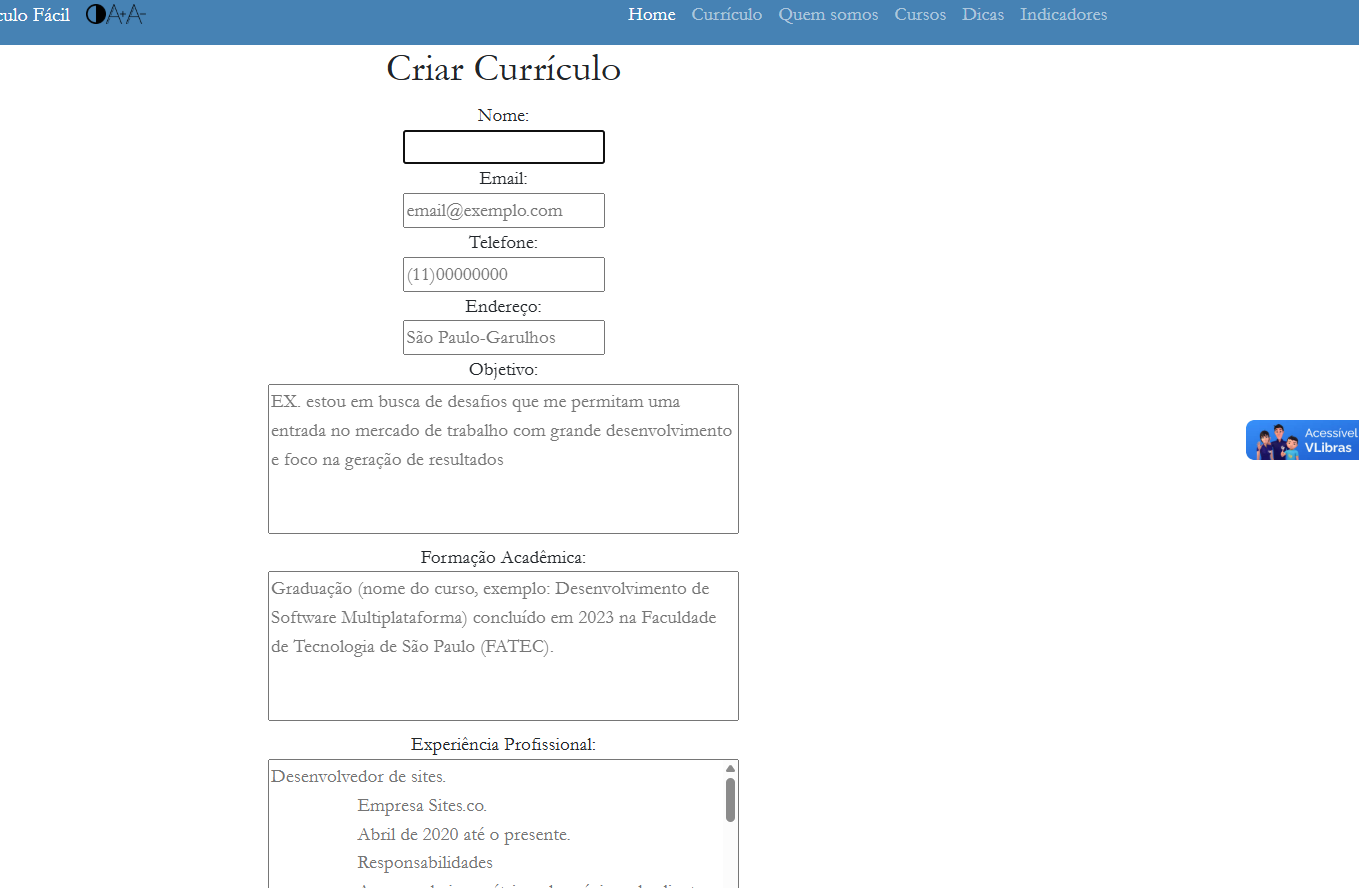 culo Fácil A+ A-
Home Currículo Quem somos Cursos Dicas Indicadores
Criar Currículo
Nome:
Email:
email@exemplo.com
Telefone:
(11)00000000
Endereço:
São Paulo-Garulhos
Objetivo:
EX. estou em busca de desafios que me permitam uma
entrada no mercado de trabalho com grande desenvolvimento
e foco na geração de resultados
Acessível
VLibras
Formação Acadêmica:
Graduação (nome do curso, exemplo: Desenvolvimento de
Software Multiplataforma) concluído em 2023 na Faculdade
de Tecnologia de São Paulo (FATEC).
Experiência Profissional:
Desenvolvedor de sites.
Empresa Sites.co.
Abril de 2020 até o presente.
Responsabilidades